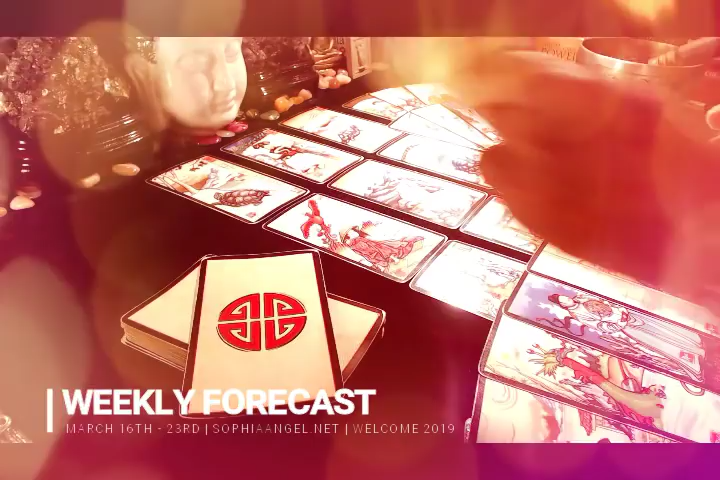 WEEKLY FORECAST
MARCH 16TH - 23RD | SOPHIAANGEL.NET | WELCOME 2019